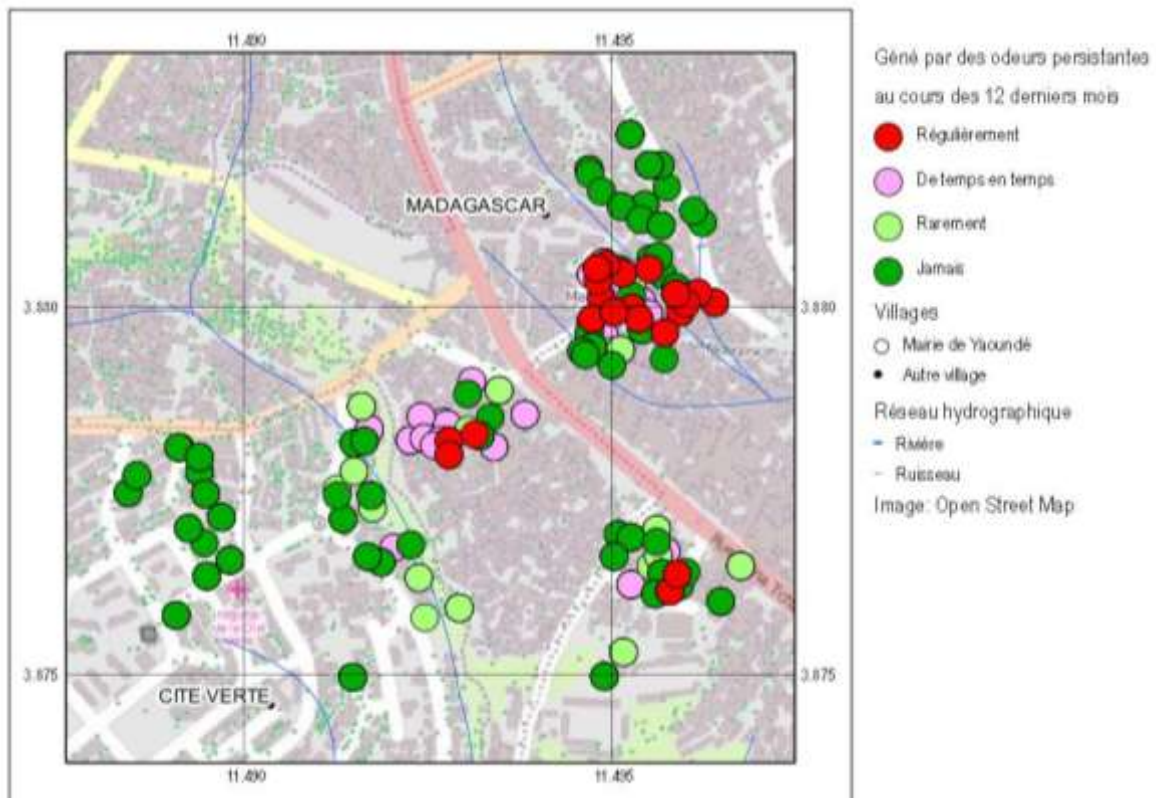 11.490 11.495
MADAGASCAR
3.880 3.880
3.875 3.875
CITE VERTE
11.490 11.495
Géné par des odeurs persistantes
au cours des 12 derniers mois
Régulièrement
De temps en temps
Rarement
Jamais
Villages
Mairie de Yaoundé
Autre village
Réseau hydrographique
Rivière
Ruisseau
Image: Open Street Map